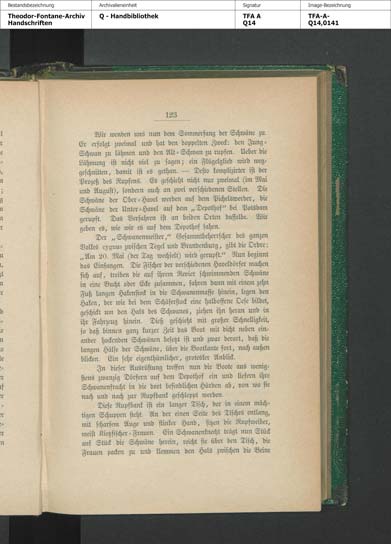 Bestandsbezeichnung
Theodor-Fontane-Archiv
Handschriften
Archivalieneinheit
Q - Handbibliothek
Signatur
TFA A
Q14
Image-Bezeichnung
TFA-A-
Q14,0141
123
Wir wenden uns nun dem Sommerfang der Schwäne zu.
Er erfolgt zweimal und hat den doppelten Zweck: den Jung-
Schwan zu lähmen und den Alt-Schwan zu rupfen. Ueber die
Lähmung ist nicht viel zu sagen; ein Flügelglied wird weg-
geschnitten, damit ist es gethan. — Desto komplizirter ist der
Prozeß des Rupfens. Es geschieht nicht nur zweimal (im Mai
und August), sondern auch an zwei verschiedenen Stellen. Die
Schwäne der Ober-Havel werden auf dem Pichelswerder, die
Schwäne der Unter-Havel auf dem „Depothof“ bei Potsdam
gerupft. Das Verfahren ist an beiden Orten dasselbe. Wir
geben es, wie wir es auf dem Depothof sahen.
Der „Schwanenmeister,“ Gesammtbeherrscher des ganzen
Volkes cygnus zwischen Tegel und Brandenburg, gibt die Ordre:
„Am 20. Mai (der Tag wechselt) wird gerupft.“ Nun beginnt
das Einfangen. Die Fischer der verschiedenen Haveldörfer machen
sich auf, treiben die auf ihrem Revier schwimmenden Schwäne
in eine Bucht oder Ecke zusammen, fahren dann mit einem zehn
Fuß langen Hakenstock in die Schwanenmasse hinein, legen den
Haken, der wie bei dem Schäferstock eine halboffene Oese bildet,
geschickt um den Hals des Schwanes, ziehen ihn heran und in
ihr Fahrzeug hinein. Dieß geschieht mit großer Schnelligkeit,
so daß binnen ganz kurzer Zeit das Boot mit dicht neben ein-
ander hockenden Schwänen besetzt ist und zwar derart, daß die
langen Hälse der Schwäne, über die Bootkante fort, nach außen
blicken. Ein sehr eigenthümlicher, grotesker Anblick.
In dieser Ausrüstung treffen nun die Boote aus wenig-
stens zwanzig Dörfern auf dem Depothof ein und liefern ihre
Schwanenfracht in die dort befindlichen Hürden ab, von wo sie
nach und nach zur Rupfbank geschleppt werden.
Diese Rupfbank ist ein langer Tisch, der in einem mäch-
tigen Schuppen steht. An der einen Seite des Tisches entlang,
mit scharfem Auge und flinker Hand, sitzen die Rupfweiber,
meist Kietzfischer-Frauen. Ein Schwanenknecht trägt nun Stück
auf Stück die Schwäne herein, reicht sie über den Tisch, die
Frauen packen zu und klemmen den Hals zwischen die Beine